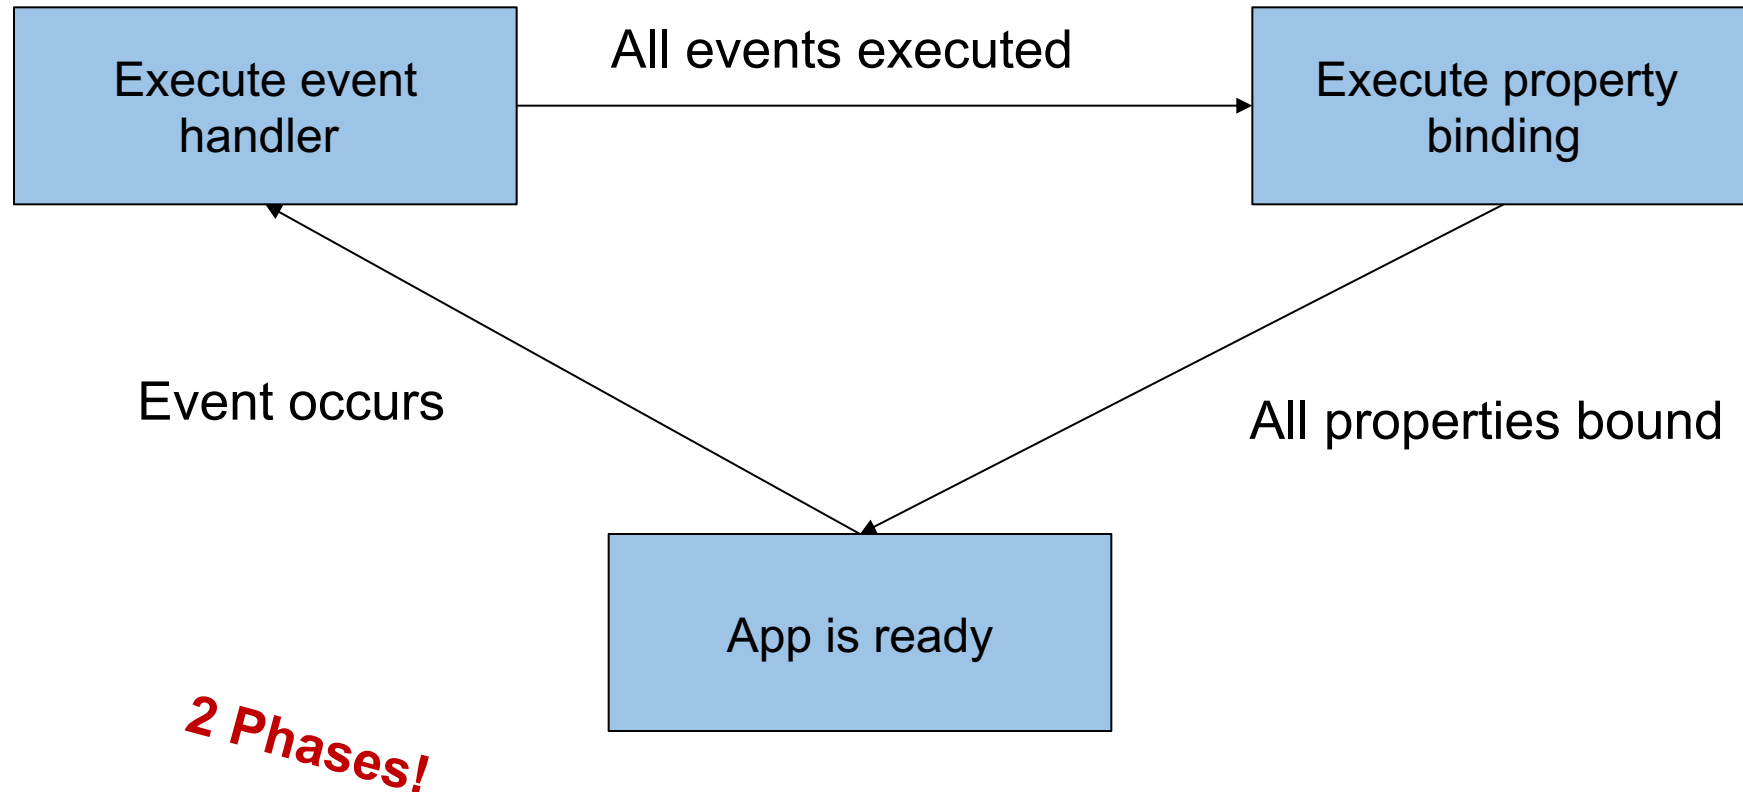 All events executed
Execute event
handler
Execute property
binding
Event occurs
All properties bound
App is ready
2 Phases!